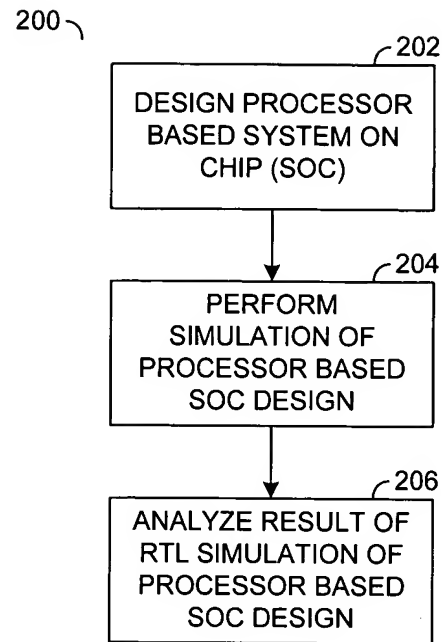 200
202
DESIGN PROCESSOR
BASED SYSTEM ON
CHIP (SOC)
204
PERFORM
SIMULATION OF
PROCESSOR BASED
SOC DESIGN
206
ANALYZE RESULT OF
RTL SIMULATION OF
PROCESSOR BASED
SOC DESIGN